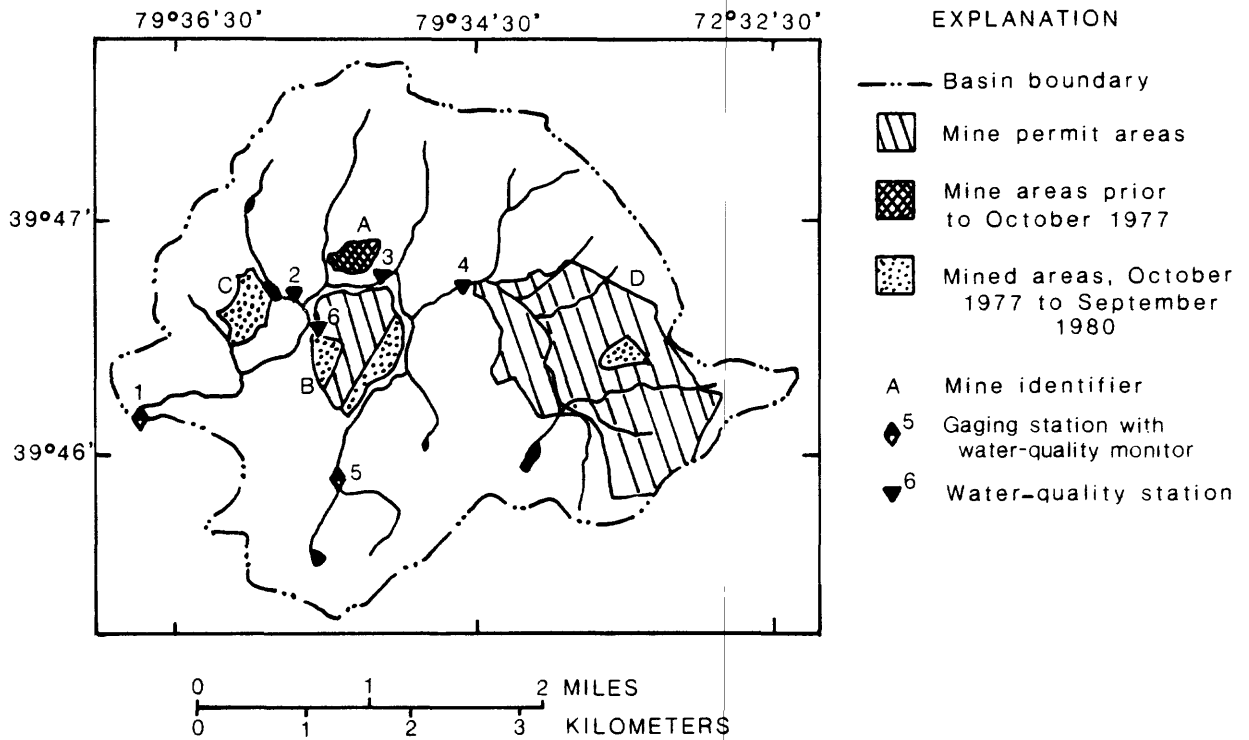 79°36'30'
79°34'30'
72°32'30'
39°47'
39°46'
A
3
4
D
C
2
6
B
1
5
0 1 2 MILES
0 1 2 3 KILOMETERS
EXPLANATION
Basin boundary
Mine permit areas
Mine areas prior
to October 1977
Mined areas, October
1977 to September
1980
A Mine identifier
5 Gaging station with
water-quality monitor
6 Water-quality station